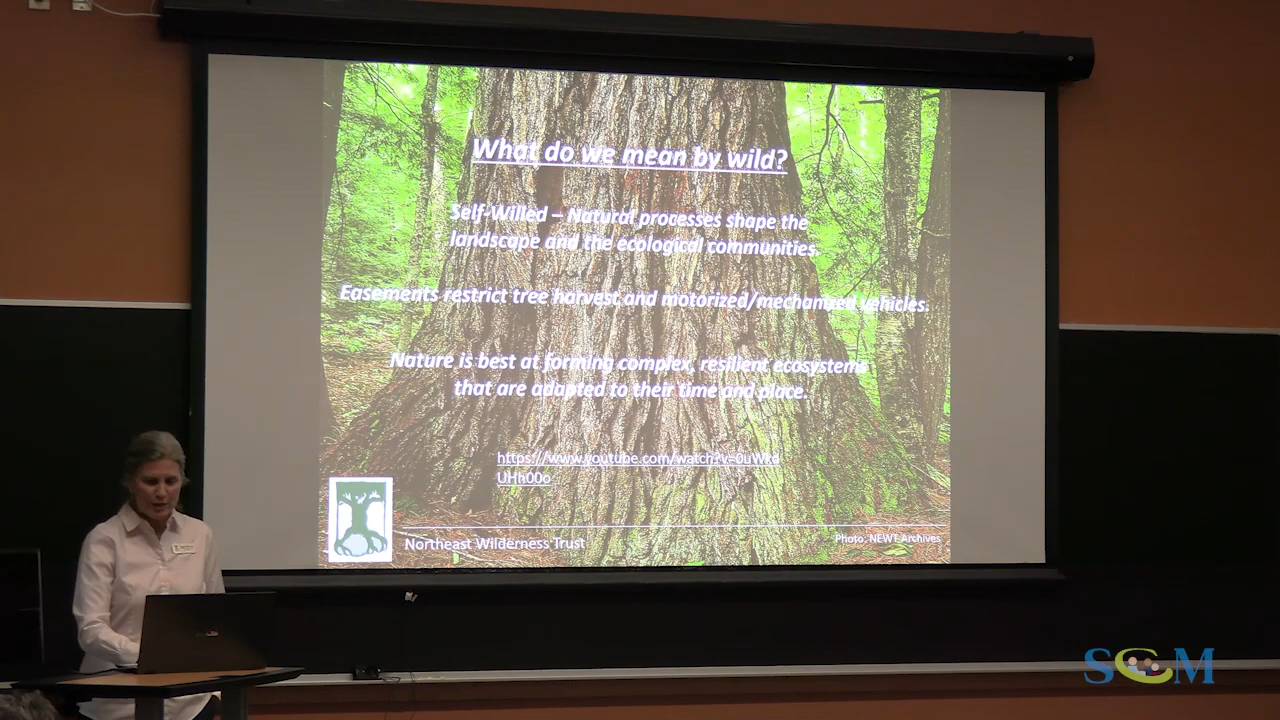 What do we mean by wild?
Self-Willed – Natural processes shape the
landscape and the ecological communities.
Easements restrict tree harvest and motorized/mechanized vehicles.
Nature is best at forming complex, resilient ecosystems
that are adapted to their time and place.
https://www.youtube.com/watch?v=0uWkd
UHh00o
Northeast Wilderness Trust
Photo: NEWT Archives
SCM